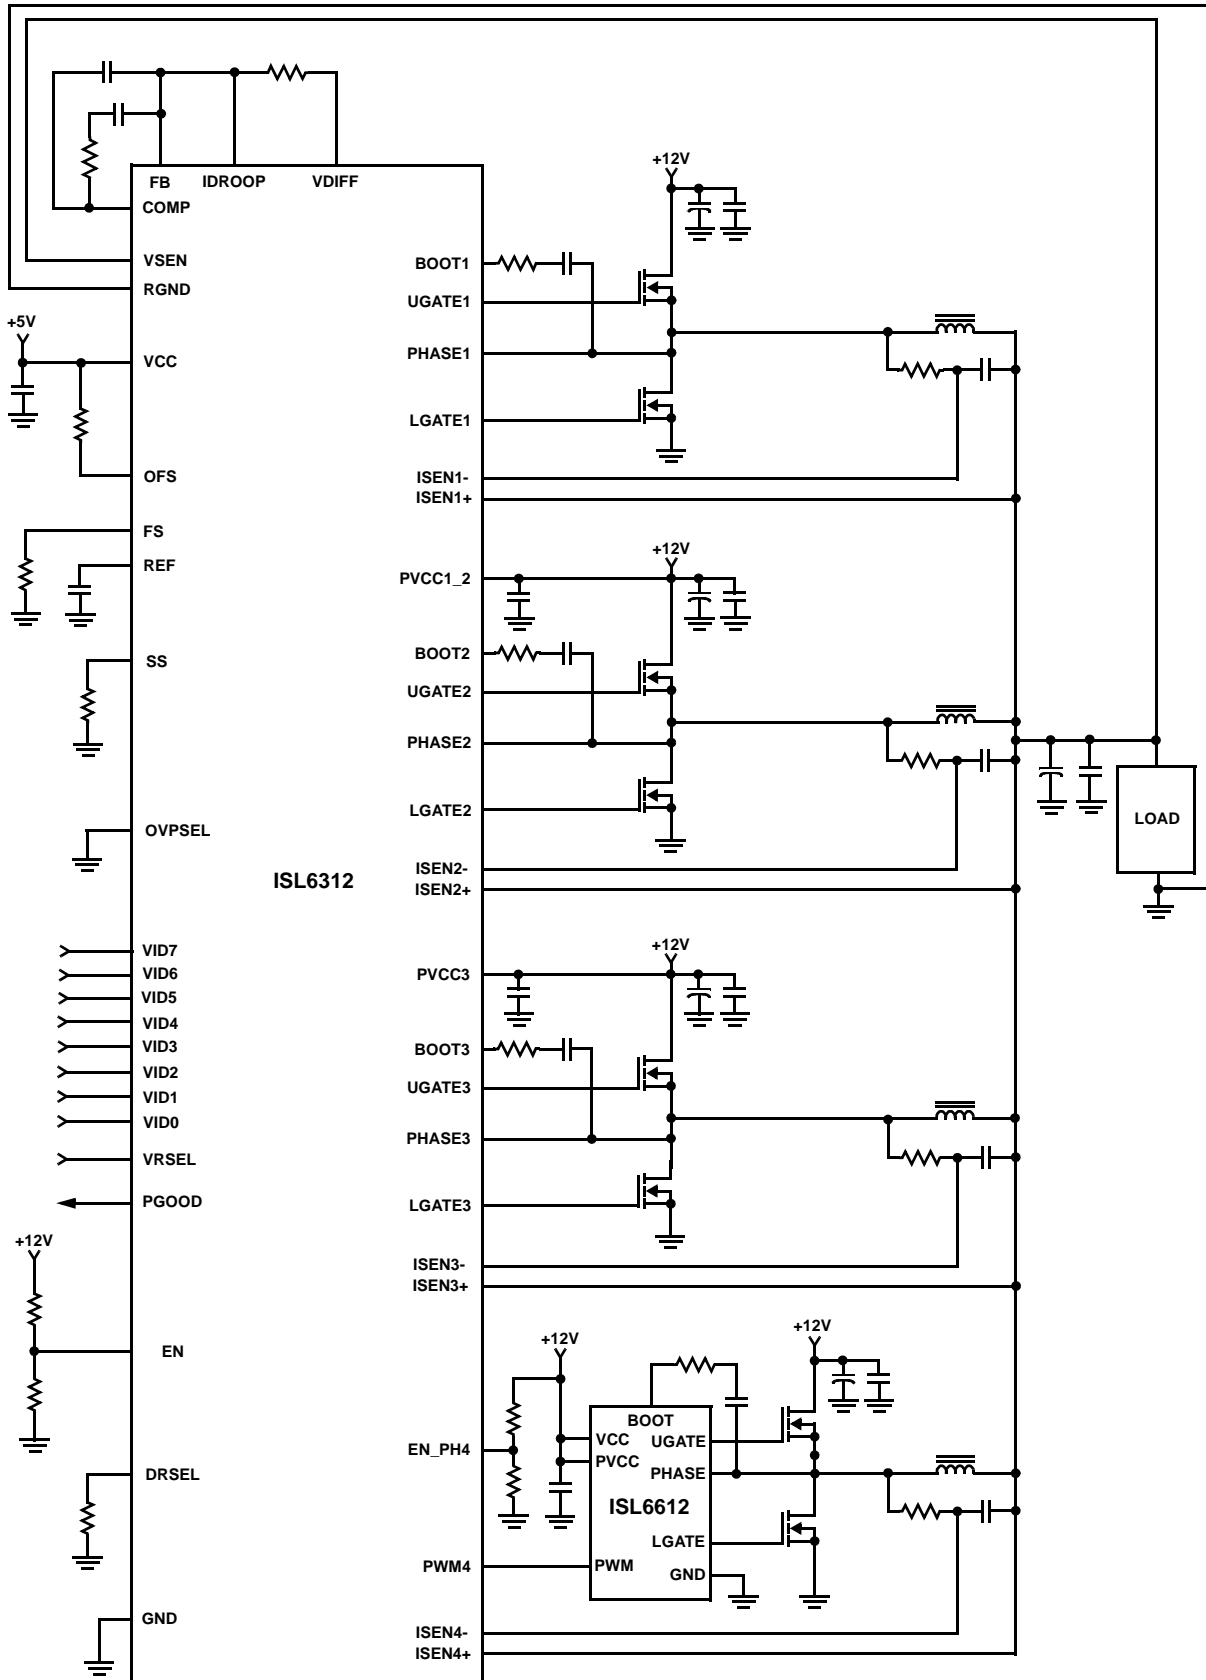 FB IDROOP VDIFF
COMP
VSEN
RGND
+5V
VCC
OFS
FS
REF
SS
OVPSEL
ISL6312
VID7
VID6
VID5
VID4
VID3
VID2
VID1
VID0
VRSEL
PGOOD
+12V
EN
DRSEL
GND
+12V
BOOT1
UGATE1
PHASE1
LGATE1
ISEN1-
ISEN1+
+12V
PVCC1_2
BOOT2
UGATE2
PHASE2
LGATE2
ISEN2-
ISEN2+
LOAD
+12V
PVCC3
BOOT3
UGATE3
PHASE3
LGATE3
ISEN3-
ISEN3+
+12V
+12V
EN_PH4
BOOT
VCC
UGATE
PVCC
PHASE
ISL6612
LGATE
PWM4
PWM
GND
ISEN4-
ISEN4+